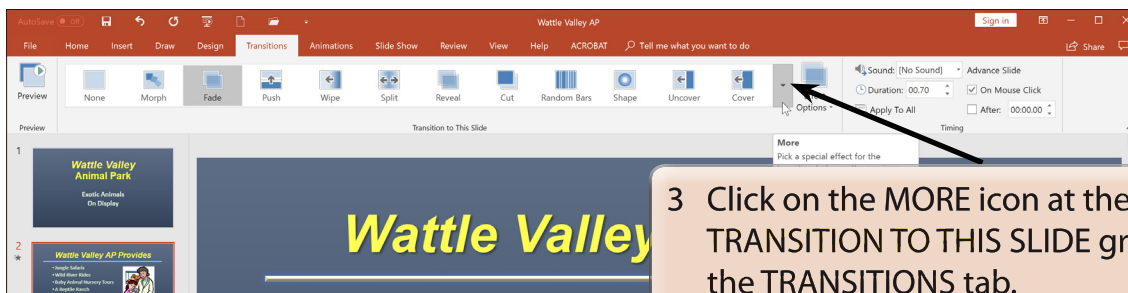 AutoSave Off Wattle Valley AP Sign in
File Home Insert Draw Design Transitions Animations Slide Show Review View Help ACROBAT Tell me what you want to do Share
Preview None Morph Fade Push Wipe Split Reveal Cut Random Bars Shape Uncover Cover Options
Sound: [No Sound] Advance Slide
Duration: 00.70 On Mouse Click
Apply To All After: 00:00.00
Preview Transition to This Slide Timing
More
Pick a special effect for the
1
Wattle Valley
Animal Park
Exotic Animals
On Display
2
Wattle Valley AP Provides
• Jungle Safaris
• Wild River Rides
• Baby Animal Nursery Tours
• A Reptile Ranch
Wattle Valley
3 Click on the MORE icon at the
TRANSITION TO THIS SLIDE gr
the TRANSITIONS tab.